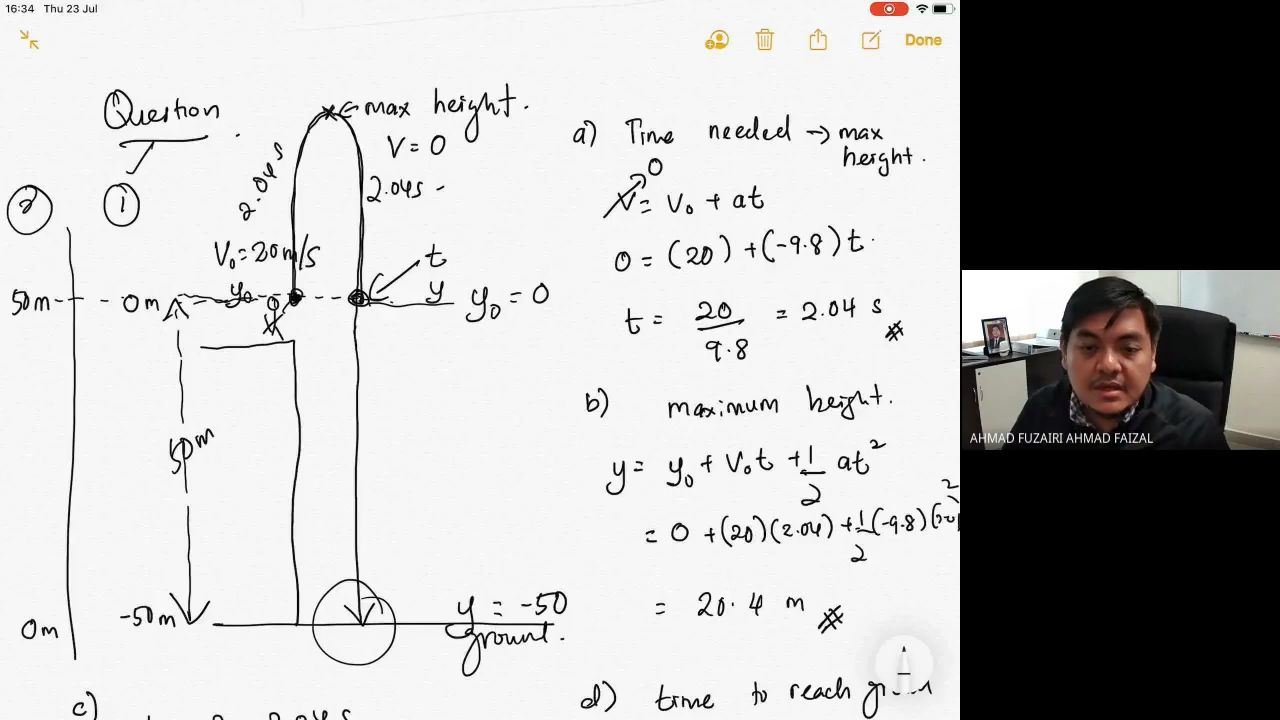 16:34 Thu 23 Jul
Done
Question
① 
②
max height.
V = 0
2.04s
2.04s
V₀ = 20 m/s
t
y₀
y
y₀ = 0
50m
0m
50m
-50m
0m
y = -50
ground.
c)
a) Time needed → max height.
V = V₀ + at
0
0 = (20) + (-9.8) t
t = 20/9.8 = 2.04 s
b) maximum height.
y = y₀ + V₀t + 1/2 at²
= 0 + (20)(2.04) + 1/2 (-9.8)
= 20.4 m
d) time to reach
AHMAD FUZAIRI AHMAD FAIZAL